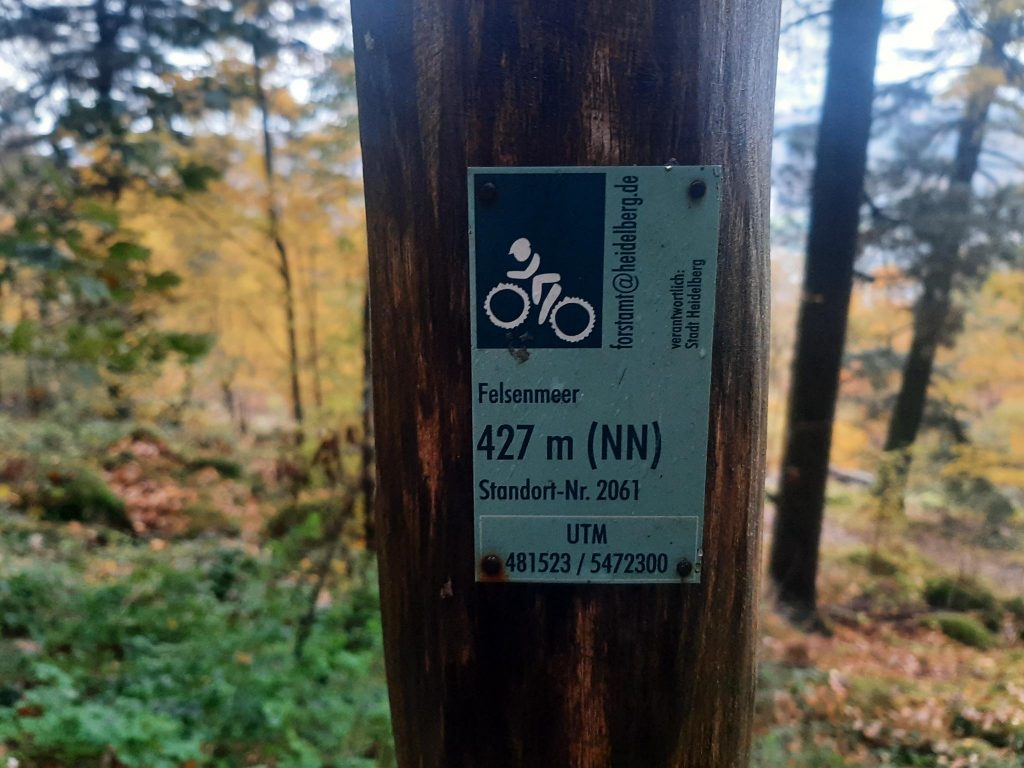 forstamt@heidelberg.de
verantwortlich:
Stadt Heidelberg
Felsenmeer
427 m (NN)
Standort-Nr. 2061
UTM
481523 / 5472300